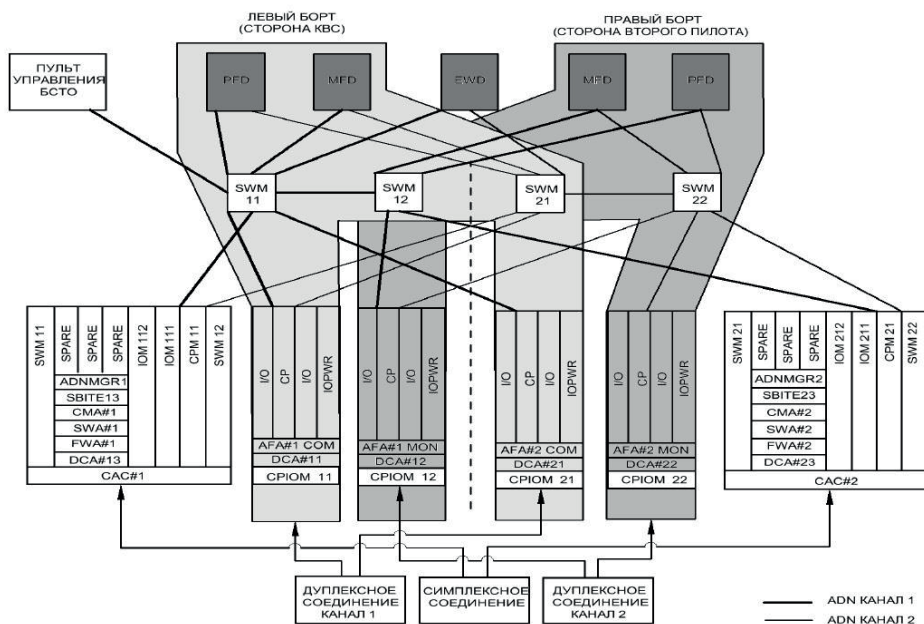 ЛЕВЫЙ БОРТ
(СТОРОНА КВС)
ПРАВЫЙ БОРТ
(СТОРОНА ВТОРОГО ПИЛОТА)
ПУЛЬТ
УПРАВЛЕНИЯ
БСТО
PFD
MFD
EWD
MFD
PFD
SWM
11
SWM
12
SWM
21
SWM
22
SWM 11
SPARE
SPARE
SPARE
IOM 112
IOM 111
CPM 11
SWM 12
ADNMGR1
SBITE13
CMA#1
SWA#1
FWA#1
DCA#13
CAC#1
I/O
CP
I/O
IOPWR
AFA#1 COM
DCA#11
CPIOM 11
I/O
CP
I/O
IOPWR
AFA#1 MON
DCA#12
CPIOM 12
I/O
CP
I/O
IOPWR
AFA#2 COM
DCA#21
CPIOM 21
I/O
CP
I/O
IOPWR
AFA#2 MON
DCA#22
CPIOM 22
SWM 21
SPARE
SPARE
SPARE
IOM 212
IOM 211
CPM 21
SWM 22
ADNMGR2
SBITE23
CMA#2
SWA#2
FWA#2
DCA#23
CAC#2
ДУПЛЕКСНОЕ
СОЕДИНЕНИЕ
КАНАЛ 1
СИМПЛЕКСНОЕ
СОЕДИНЕНИЕ
ДУПЛЕКСНОЕ
СОЕДИНЕНИЕ
КАНАЛ 2
ADN КАНАЛ 1
ADN КАНАЛ 2